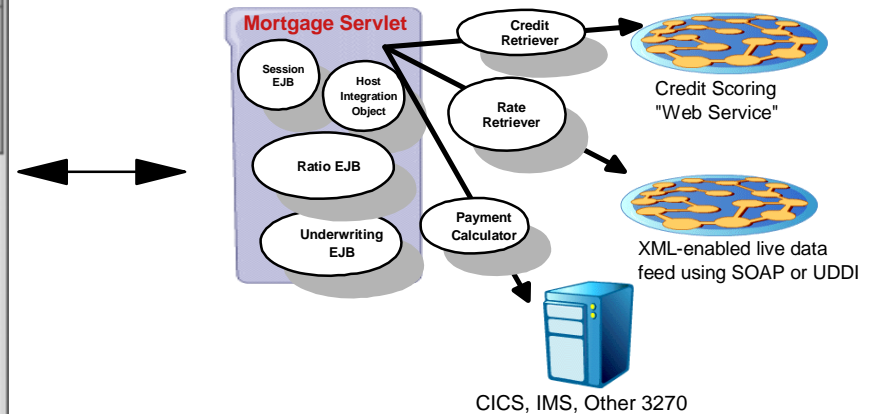 Mortgage Servlet
Session
EJB
Host
Integration
Object
Ratio EJB
Underwriting
EJB
Credit
Retriever
Rate
Retriever
Payment
Calculator
Credit Scoring
"Web Service"
XML-enabled live data
feed using SOAP or UDDI
CICS, IMS, Other 3270